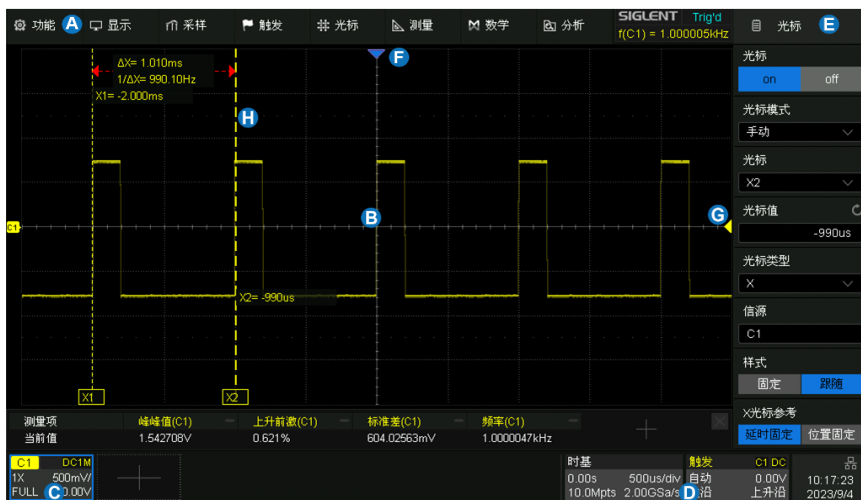 功能 A 显示 采样 触发 光标 测量 数学 分析 SIGLENT Trig'd
f(C1) = 1.000005kHz
光标 E
光标
on off
光标模式
手动
光标
X2
光标值
-990us
光标类型
X
信源
C1
样式
固定 跟随
X光标参考
延时固定 位置固定
ΔX= 1.010ms
1/ΔX= 990.10Hz
X1= -2.000ms
F
H
B
G
C1
X2= -990us
X1 X2
测量项 峰峰值(C1) 上升前激(C1) 标准差(C1) 频率(C1)
当前值 1.542708V 0.621% 604.02563mV 1.0000047kHz
C1 DC1M
1X 500mV/
FULL C 0.00V
时基
0.00s 500us/div
10.0Mpts 2.00GSa/s
触发 C1 DC
自动 0.00V
D 沿 上升沿
10:17:23
2023/9/4